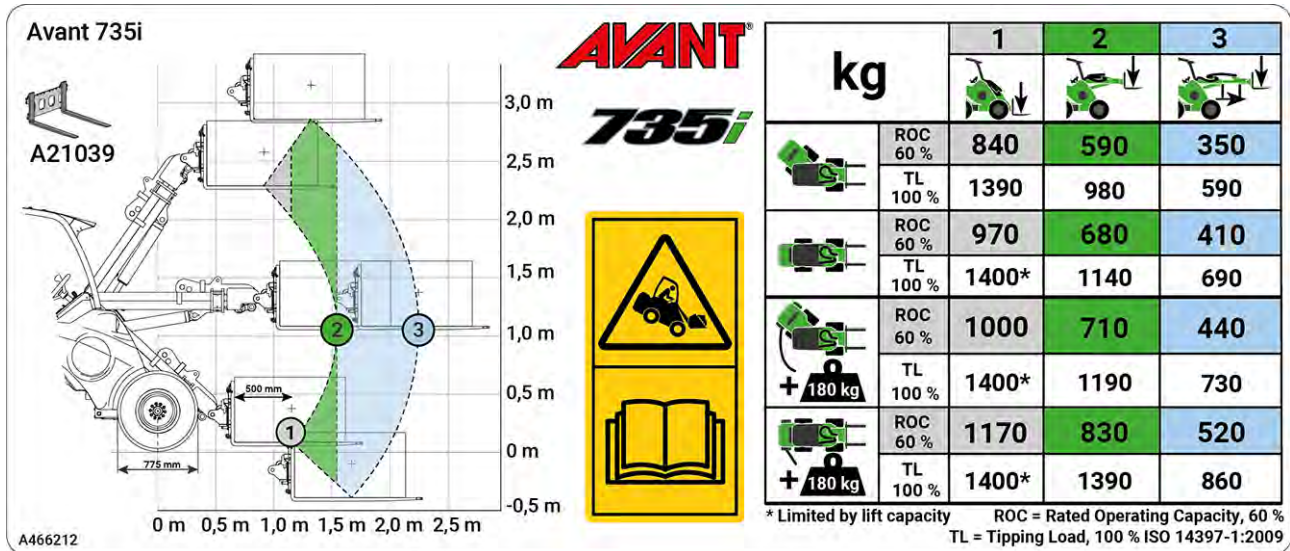 Avant 735i
A21039
3,0 m
2,5 m
2,0 m
1,5 m
1,0 m
0,5 m
0 m
-0,5 m
500 mm
775 mm
1
2
3
0 m 0,5 m 1,0 m 1,5 m 2,0 m 2,5 m
A466212
AVANT®
735i
kg 1 2 3
ROC 60 % 840 590 350
TL 100 % 1390 980 590
ROC 60 % 970 680 410
TL 100 % 1400* 1140 690
ROC 60 % 1000 710 440
+ 180 kg TL 100 % 1400* 1190 730
ROC 60 % 1170 830 520
+ 180 kg TL 100 % 1400* 1390 860
* Limited by lift capacity ROC = Rated Operating Capacity, 60 %
TL = Tipping Load, 100 % ISO 14397-1:2009